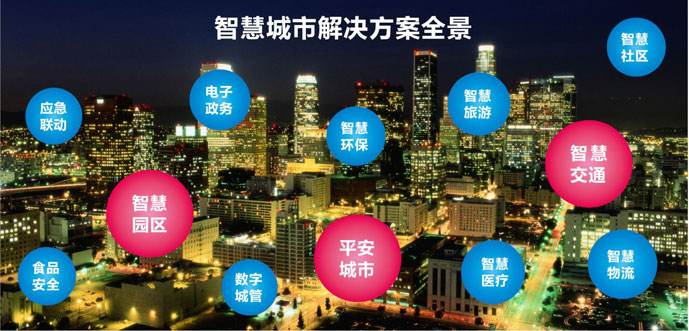 智慧城市解决方案全景
智慧
社区
电子
政务
智慧
旅游
应急
联动
智慧
环保
智慧
交通
智慧
园区
平安
城市
食品
安全
数字
城管
智慧
医疗
智慧
物流